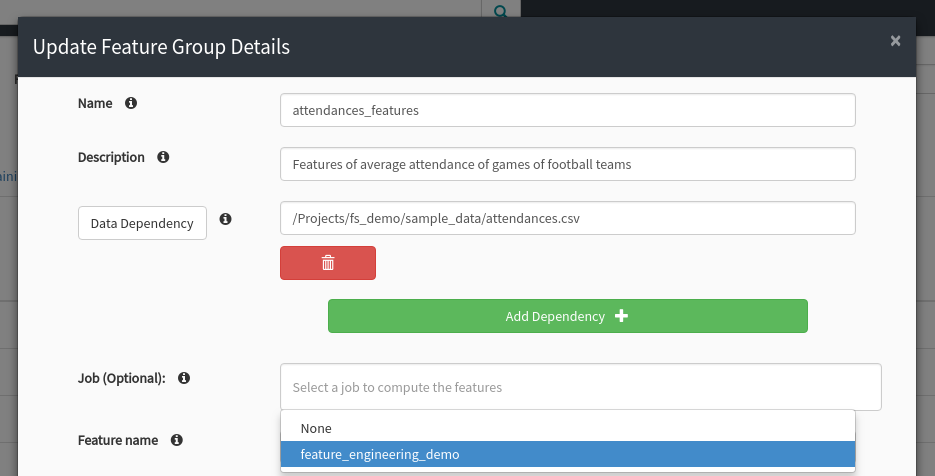 Update Feature Group Details
×
Name
attendances_features
Description
Features of average attendance of games of football teams
Data Dependency
/Projects/fs_demo/sample_data/attendances.csv
Add Dependency
Job (Optional):
Select a job to compute the features
None
Feature name
feature_engineering_demo